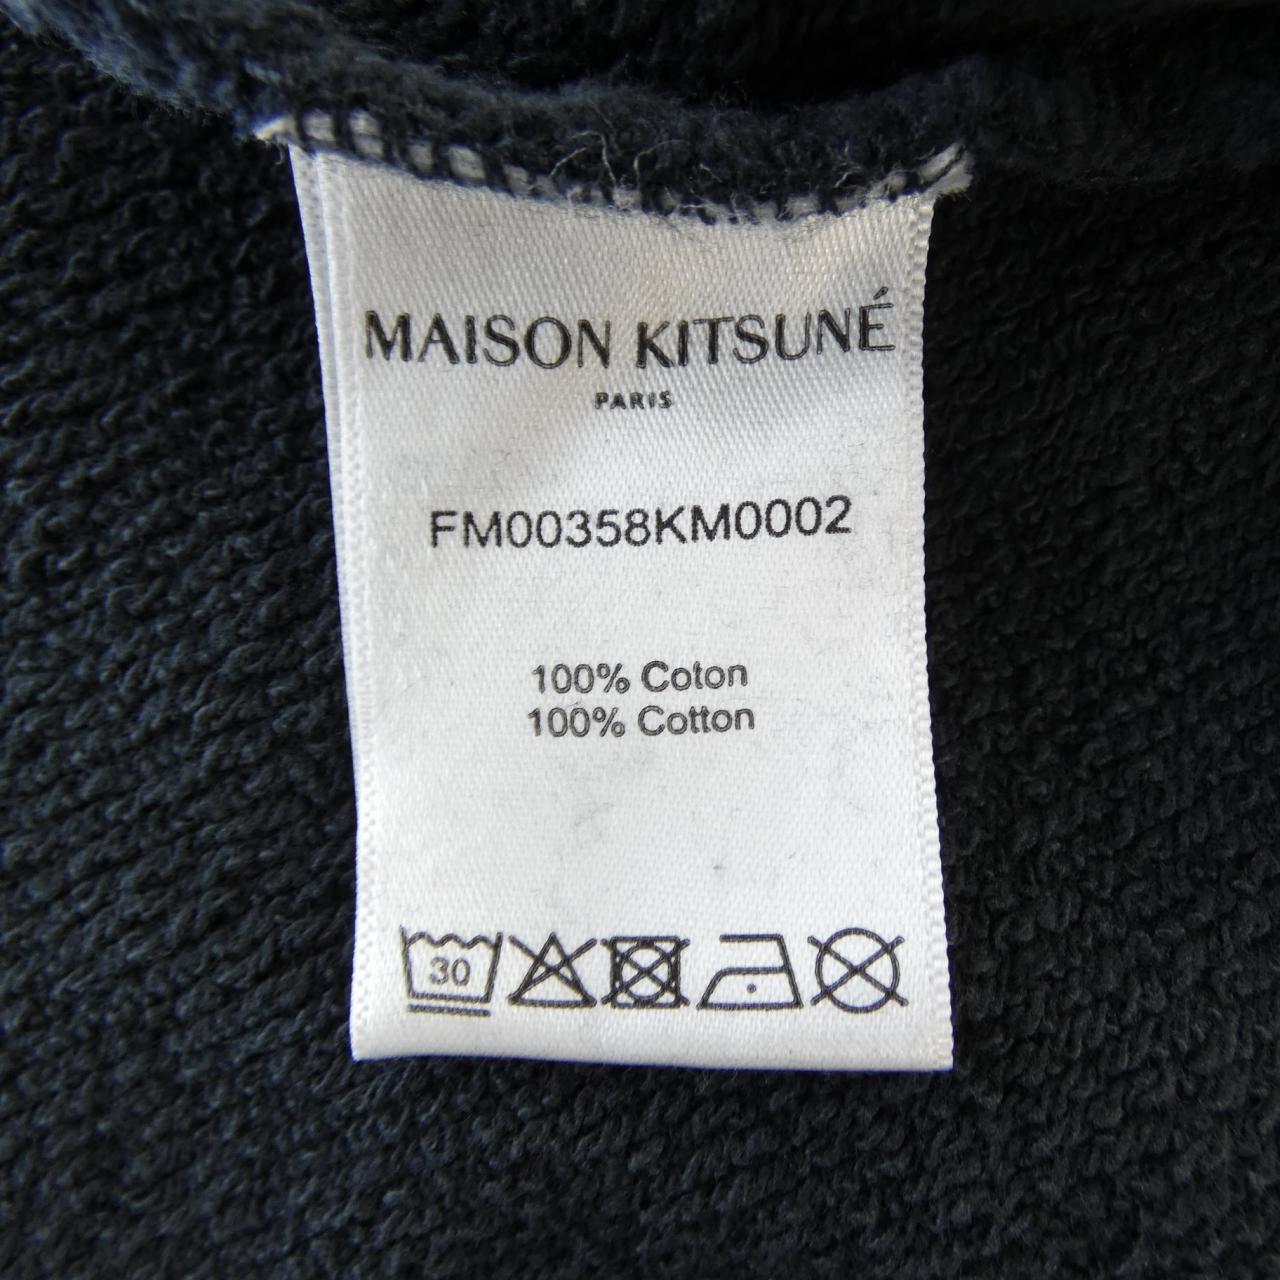 MAISON KITSUNÉ
PARIS
FM00358KM0002
100% Coton
100% Cotton
30